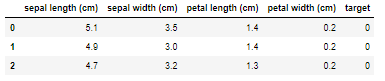 sepal length (cm) sepal width (cm) petal length (cm) petal width (cm) target
0 5.1 3.5 1.4 0.2 0
1 4.9 3.0 1.4 0.2 0
2 4.7 3.2 1.3 0.2 0